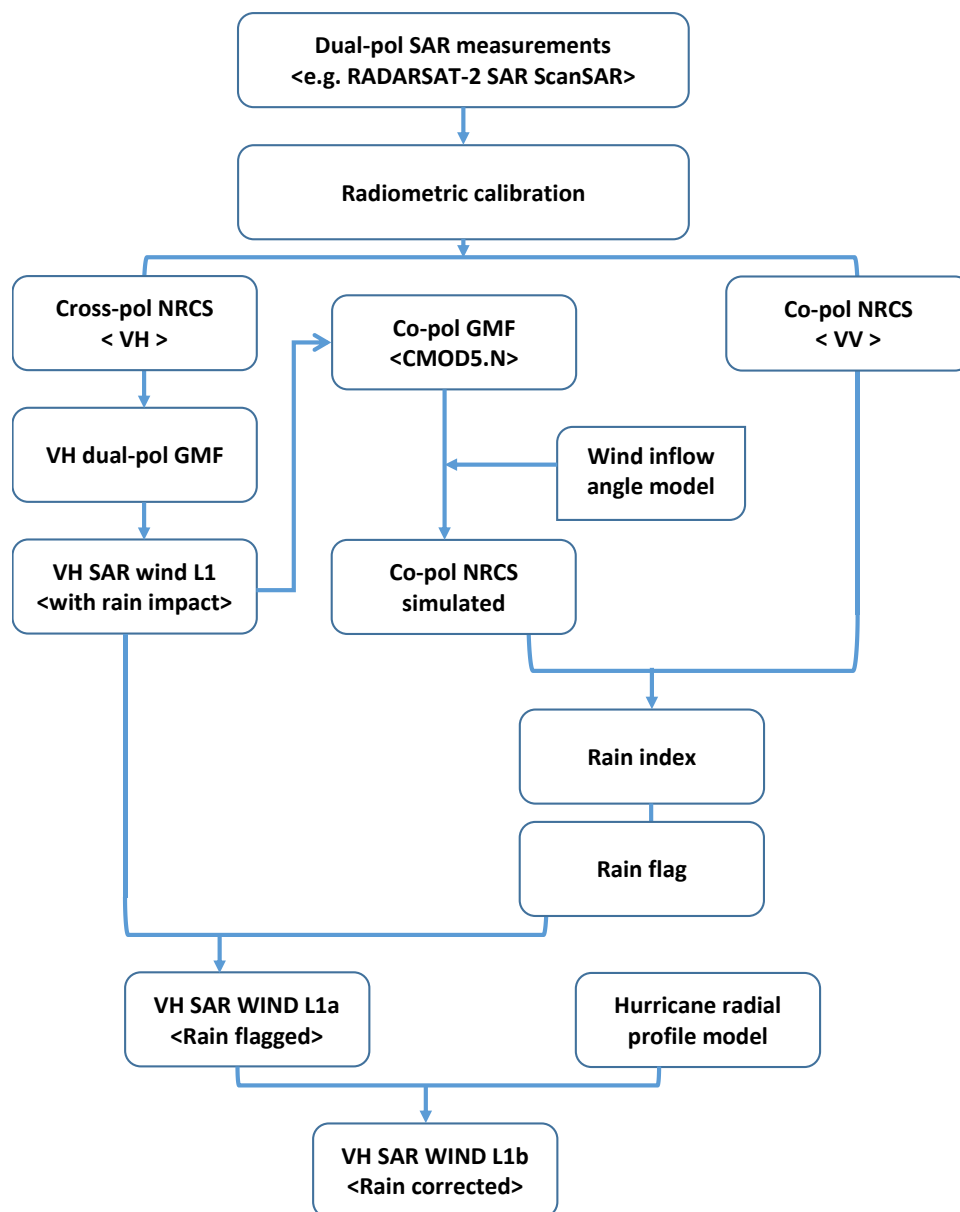 Dual-pol SAR measurements
<e.g. RADARSAT-2 SAR ScanSAR>
Radiometric calibration
Cross-pol NRCS
< VH >
Co-pol GMF
<CMOD5.N>
Co-pol NRCS
< VV >
VH dual-pol GMF
Wind inflow
angle model
VH SAR wind L1
<with rain impact>
Co-pol NRCS
simulated
Rain index
Rain flag
VH SAR WIND L1a
<Rain flagged>
Hurricane radial
profile model
VH SAR WIND L1b
<Rain corrected>